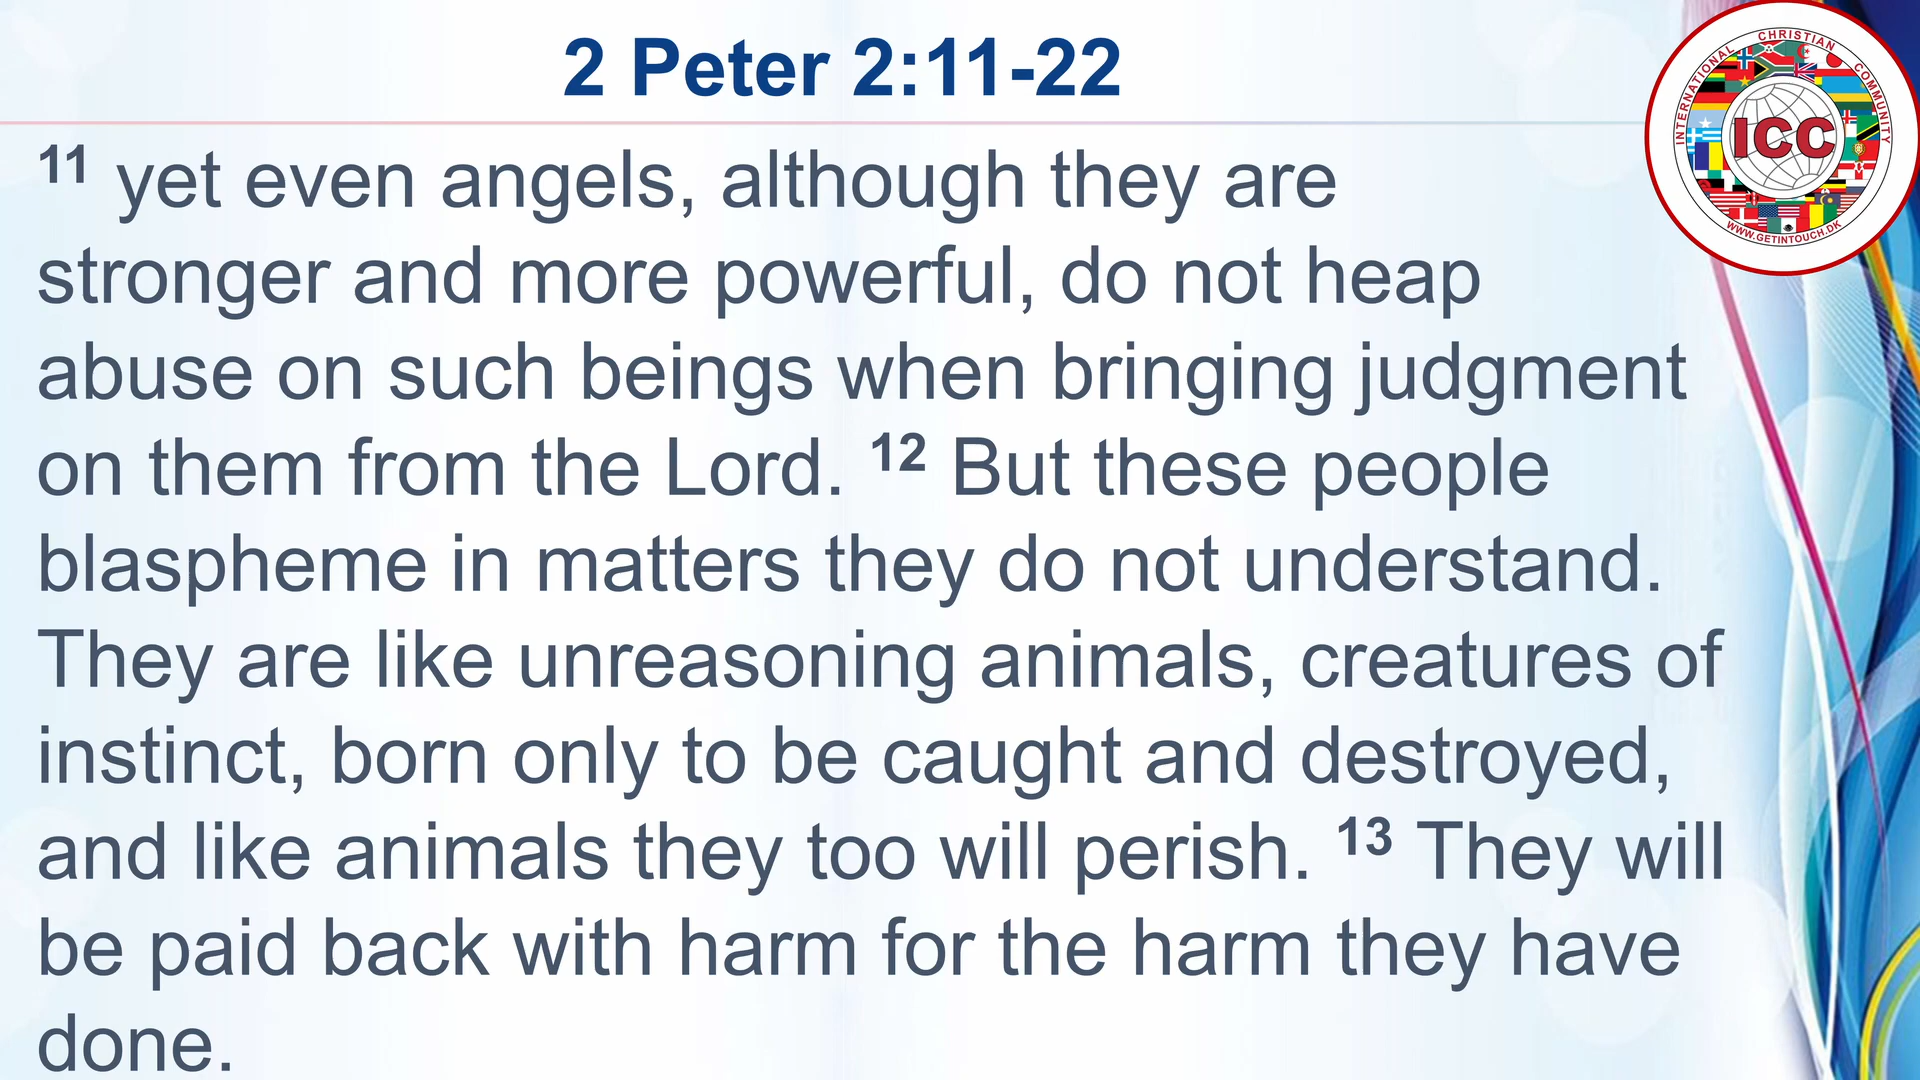 2 Peter 2:11-22
INTERNATIONAL CHRISTIAN COMMUNITY
ICC
WWW.GETINTOUCH.DK
11 yet even angels, although they are
stronger and more powerful, do not heap
abuse on such beings when bringing judgment
on them from the Lord. 12 But these people
blaspheme in matters they do not understand.
They are like unreasoning animals, creatures of
instinct, born only to be caught and destroyed,
and like animals they too will perish. 13 They will
be paid back with harm for the harm they have
done.